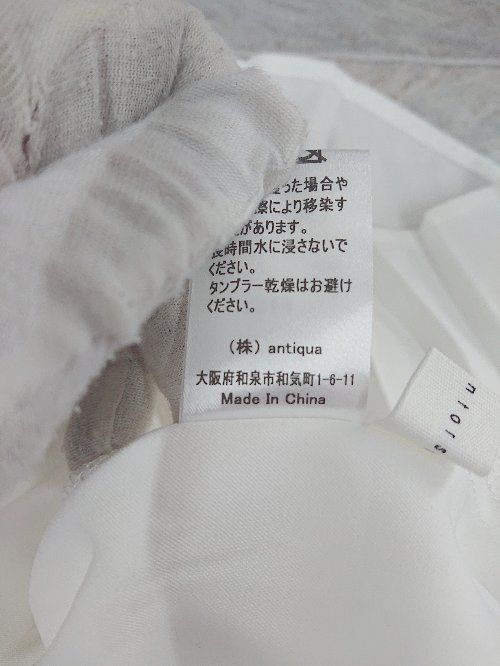 った場合や
により移染す
があります。
長時間水に浸さないで
ください。
タンブラー乾燥はお避け
ください。
(株) antiqua
大阪府和泉市和気町1-6-11
Made In China